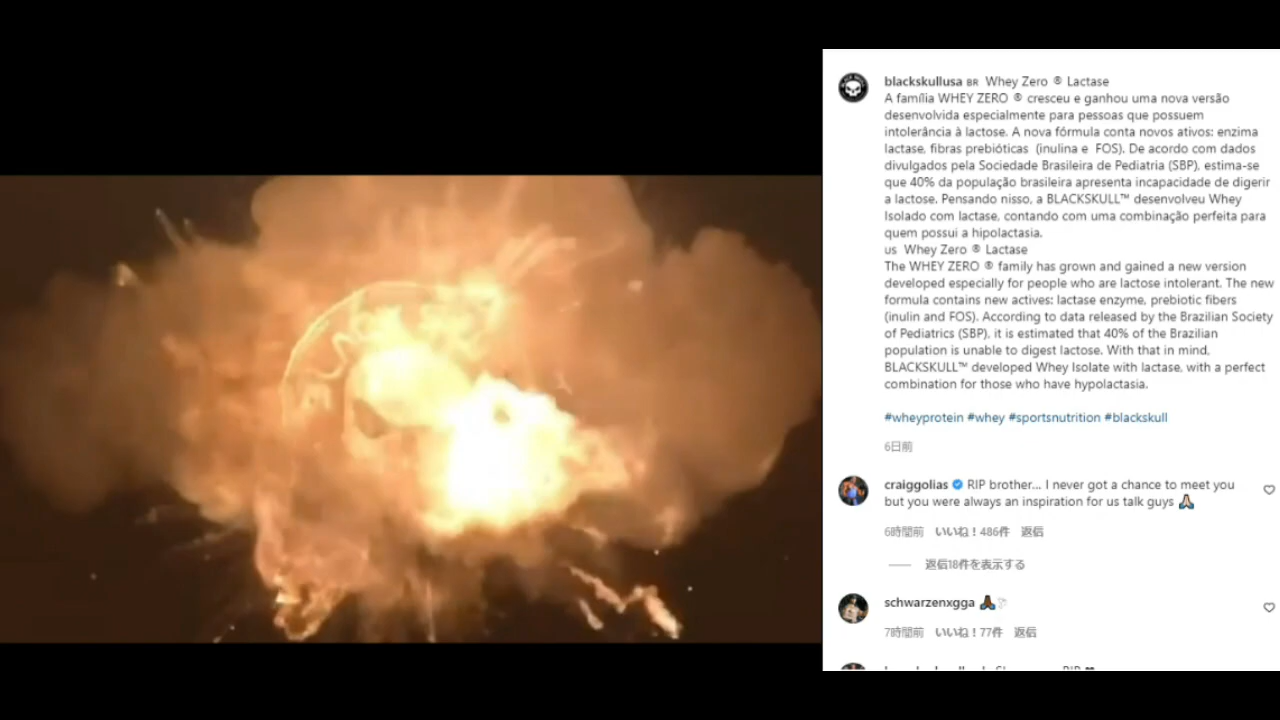 blackskullusa BR Whey Zero ® Lactase
A família WHEY ZERO ® cresceu e ganhou uma nova versão
desenvolvida especialmente para pessoas que possuem
intolerância à lactose. A nova fórmula conta novos ativos: enzima
lactase, fibras prebióticas (inulina e FOS). De acordo com dados
divulgados pela Sociedade Brasileira de Pediatria (SBP), estima-se
que 40% da população brasileira apresenta incapacidade de digerir
a lactose. Pensando nisso, a BLACKSKULL™ desenvolveu Whey
Isolado com lactase, contando com uma combinação perfeita para
quem possui a hipolactasia.
US Whey Zero ® Lactase
The WHEY ZERO ® family has grown and gained a new version
developed especially for people who are lactose intolerant. The new
formula contains new actives: lactase enzyme, prebiotic fibers
(inulin and FOS). According to data released by the Brazilian Society
of Pediatrics (SBP), it is estimated that 40% of the Brazilian
population is unable to digest lactose. With that in mind,
BLACKSKULL™ developed Whey Isolate with lactase, with a perfect
combination for those who have hypolactasia.
#wheyprotein #whey #sportsnutrition #blackskull
6日前
craiggolias RIP brother... I never got a chance to meet you
but you were always an inspiration for us talk guys 🙏🏻
6時間前 いいね！486件 返信
返信18件を表示する
schwarzenxgga 🙏🏾🕊
7時間前 いいね！77件 返信